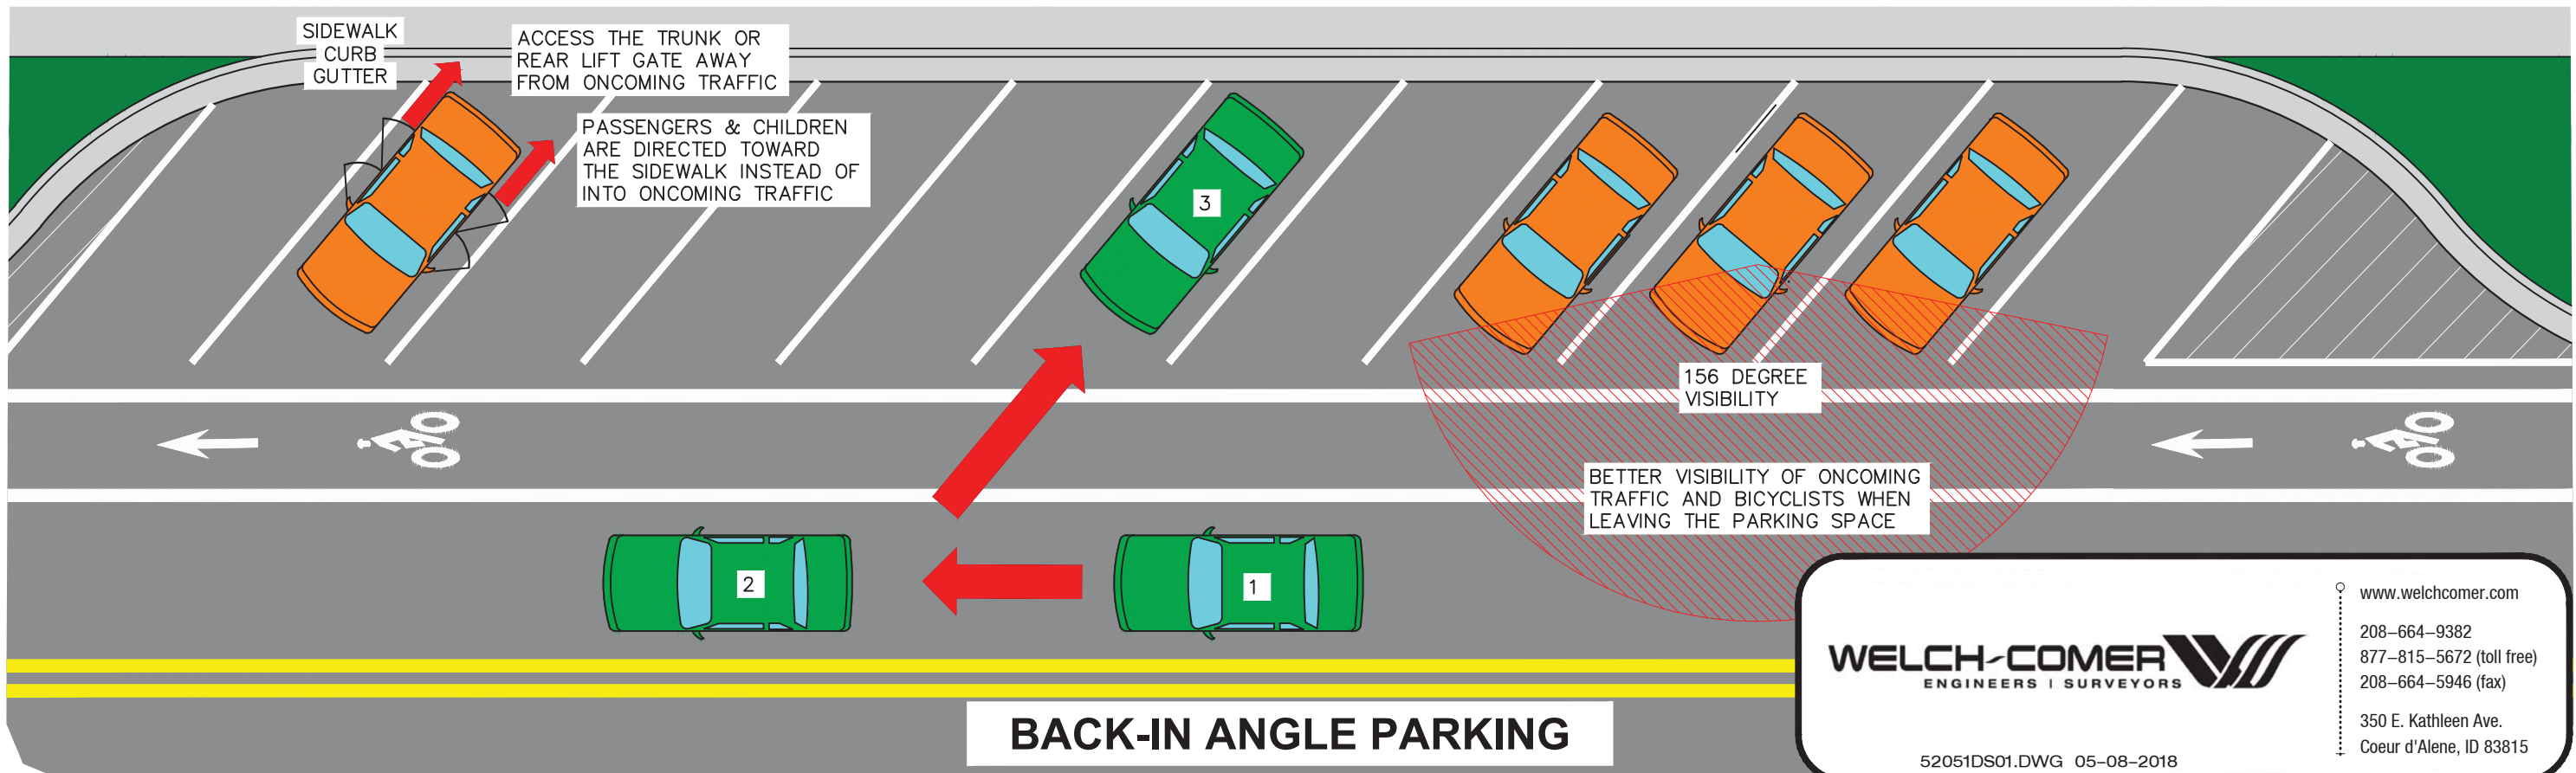 SIDEWALK
CURB
GUTTER
ACCESS THE TRUNK OR
REAR LIFT GATE AWAY
FROM ONCOMING TRAFFIC
PASSENGERS & CHILDREN
ARE DIRECTED TOWARD
THE SIDEWALK INSTEAD OF
INTO ONCOMING TRAFFIC
3
156 DEGREE
VISIBILITY
BETTER VISIBILITY OF ONCOMING
TRAFFIC AND BICYCLISTS WHEN
LEAVING THE PARKING SPACE
2
1
BACK-IN ANGLE PARKING
WELCH-COMER
ENGINEERS | SURVEYORS
www.welchcomer.com
208–664–9382
877–815–5672 (toll free)
208–664–5946 (fax)
350 E. Kathleen Ave.
Coeur d'Alene, ID 83815
52051DS01.DWG 05-08-2018